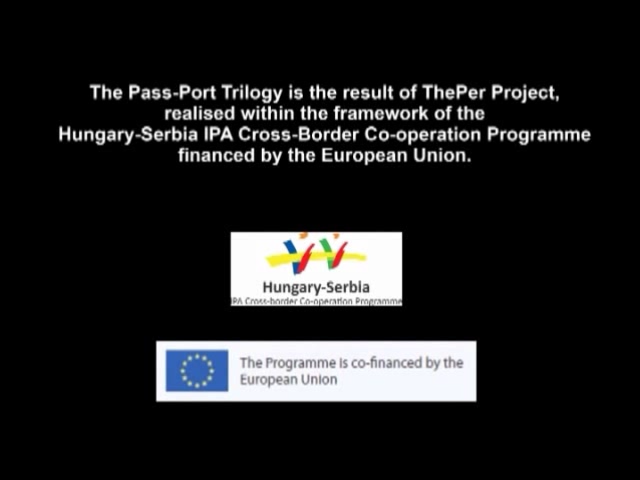 The Pass-Port Trilogy is the result of ThePer Project,
realised within the framework of the
Hungary-Serbia IPA Cross-Border Co-operation Programme
financed by the European Union.
Hungary-Serbia
IPA Cross-border Co-operation Programme
The Programme is co-financed by the
European Union